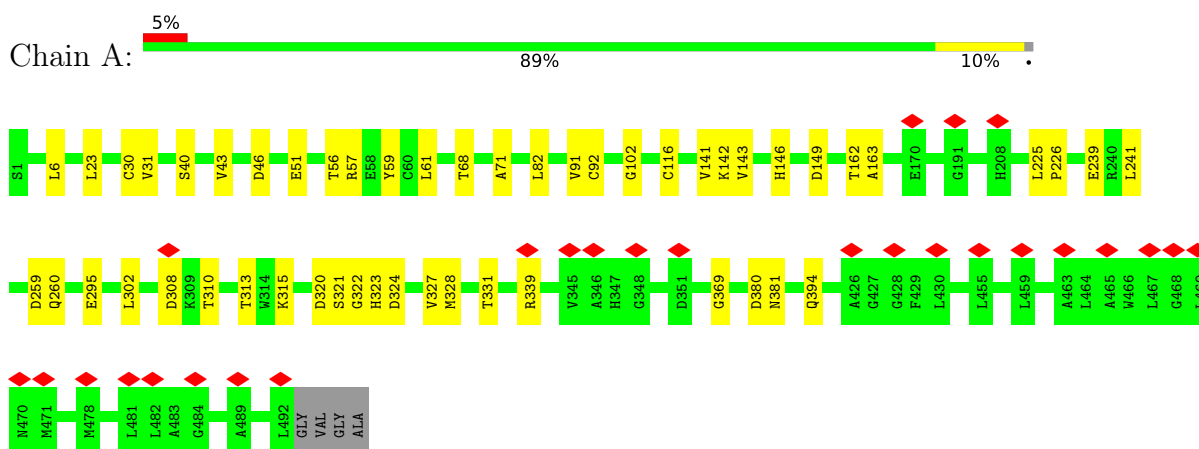 5%
Chain A:
89% 10% •
S1 L6 L23 C30 V31 S40 V43 D46 E51 T56 R57 E58 Y59 C60 L61 T68 A71 L82 V91 C92 G102 C116 V141 K142 V143 H146 D149 T162 A163 E170 G191 H208 L225 P226 E239 R240 L241
D259 Q260 E295 L302 D308 K309 T310 T313 W314 K315 D320 S321 G322 H323 D324 V327 M328 T331 R339 V345 A346 H347 G348 D351 G369 D380 N381 Q394 A426 G427 G428 F429 L430 L455 L459 A463 L464 A465 W466 L467 G468
N470 M471 M478 L481 L482 A483 G484 A489 L492 GLY VAL GLY ALA